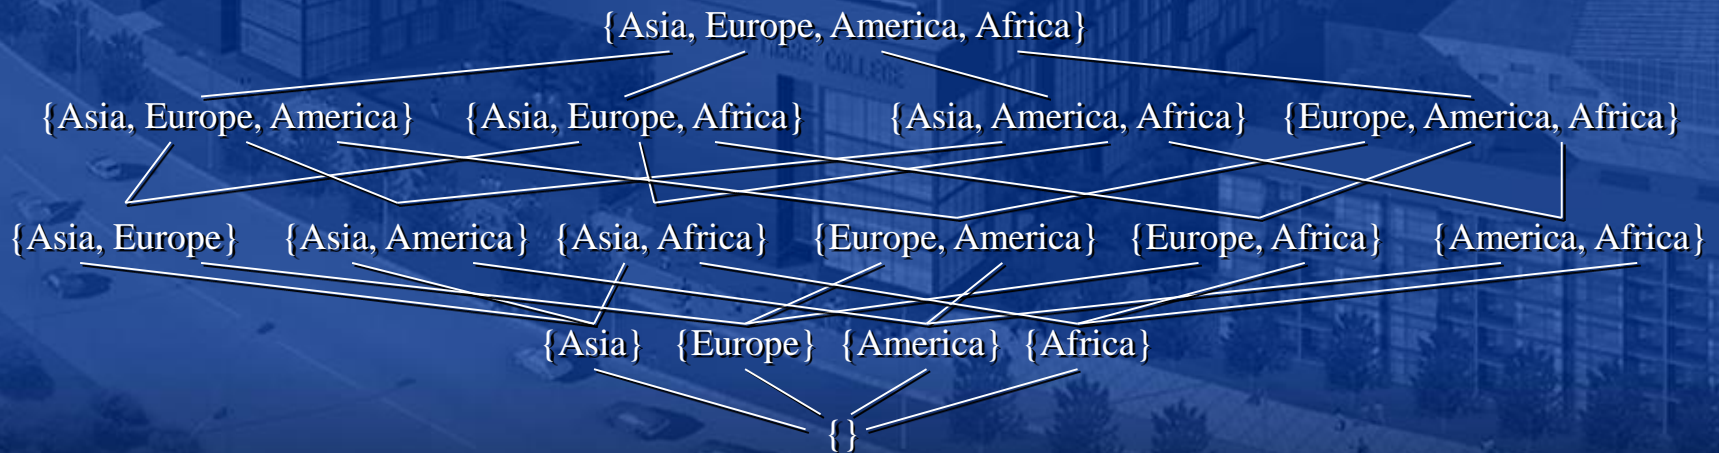 {Asia, Europe, America, Africa}
{Asia, Europe, America} {Asia, Europe, Africa} {Asia, America, Africa} {Europe, America, Africa}
{Asia, Europe} {Asia, America} {Asia, Africa} {Europe, America} {Europe, Africa} {America, Africa}
{Asia} {Europe} {America} {Africa}
{}